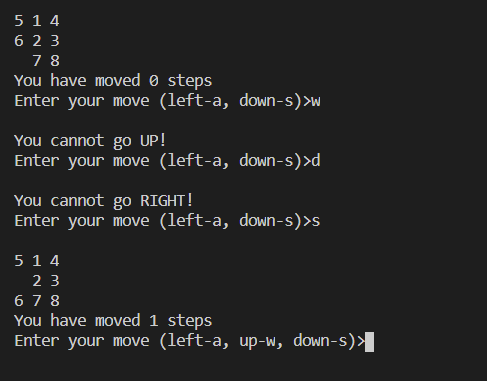 5 1 4
6 2 3
  7 8
You have moved 0 steps
Enter your move (left-a, down-s)>w
You cannot go UP!
Enter your move (left-a, down-s)>d
You cannot go RIGHT!
Enter your move (left-a, down-s)>s
5 1 4
  2 3
6 7 8
You have moved 1 steps
Enter your move (left-a, up-w, down-s)>